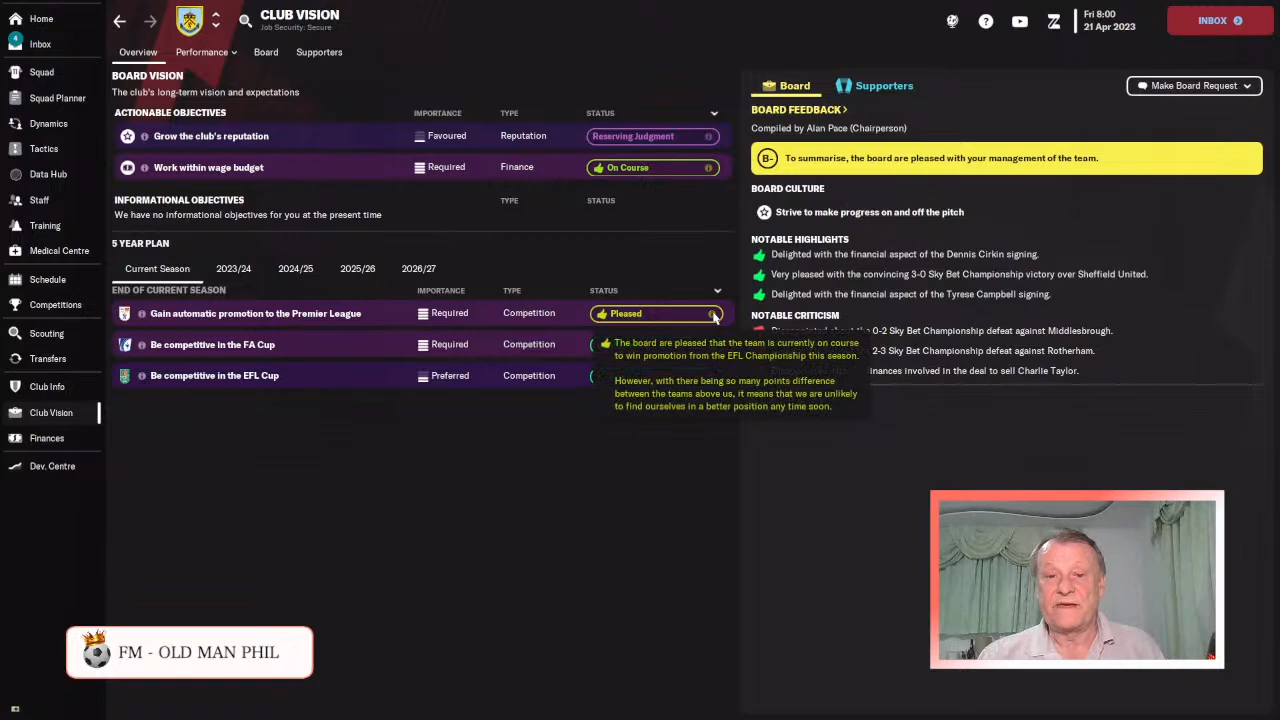 Home
4
Inbox
Squad
Squad Planner
Dynamics
Tactics
Data Hub
Staff
Training
Medical Centre
Schedule
Competitions
Scouting
Transfers
Club Info
Club Vision
Finances
Dev. Centre
CLUB VISION
Job Security: Secure
Fri 8:00
21 Apr 2023
INBOX
Overview
Performance
Board
Supporters
BOARD VISION
The club's long-term vision and expectations
ACTIONABLE OBJECTIVES IMPORTANCE TYPE STATUS
Grow the club's reputation Favoured Reputation Reserving Judgment
Work within wage budget Required Finance On Course
INFORMATIONAL OBJECTIVES TYPE STATUS
We have no informational objectives for you at the present time
5 YEAR PLAN
Current Season 2023/24 2024/25 2025/26 2026/27
END OF CURRENT SEASON IMPORTANCE TYPE STATUS
Gain automatic promotion to the Premier League Required Competition Pleased
Be competitive in the FA Cup Required Competition
Be competitive in the EFL Cup Preferred Competition
The board are pleased that the team is currently on course
to win promotion from the EFL Championship this season.
However, with there being so many points difference
between the teams above us, it means that we are unlikely
to find ourselves in a better position any time soon.
Board
Supporters
Make Board Request
BOARD FEEDBACK
Compiled by Alan Pace (Chairperson)
B- To summarise, the board are pleased with your management of the team.
BOARD CULTURE
Strive to make progress on and off the pitch
NOTABLE HIGHLIGHTS
Delighted with the financial aspect of the Dennis Cirkin signing.
Very pleased with the convincing 3-0 Sky Bet Championship victory over Sheffield United.
Delighted with the financial aspect of the Tyrese Campbell signing.
NOTABLE CRITICISM
Disappointed about the 0-2 Sky Bet Championship defeat against Middlesbrough.
2-3 Sky Bet Championship defeat against Rotherham.
finances involved in the deal to sell Charlie Taylor.
FM - OLD MAN PHIL